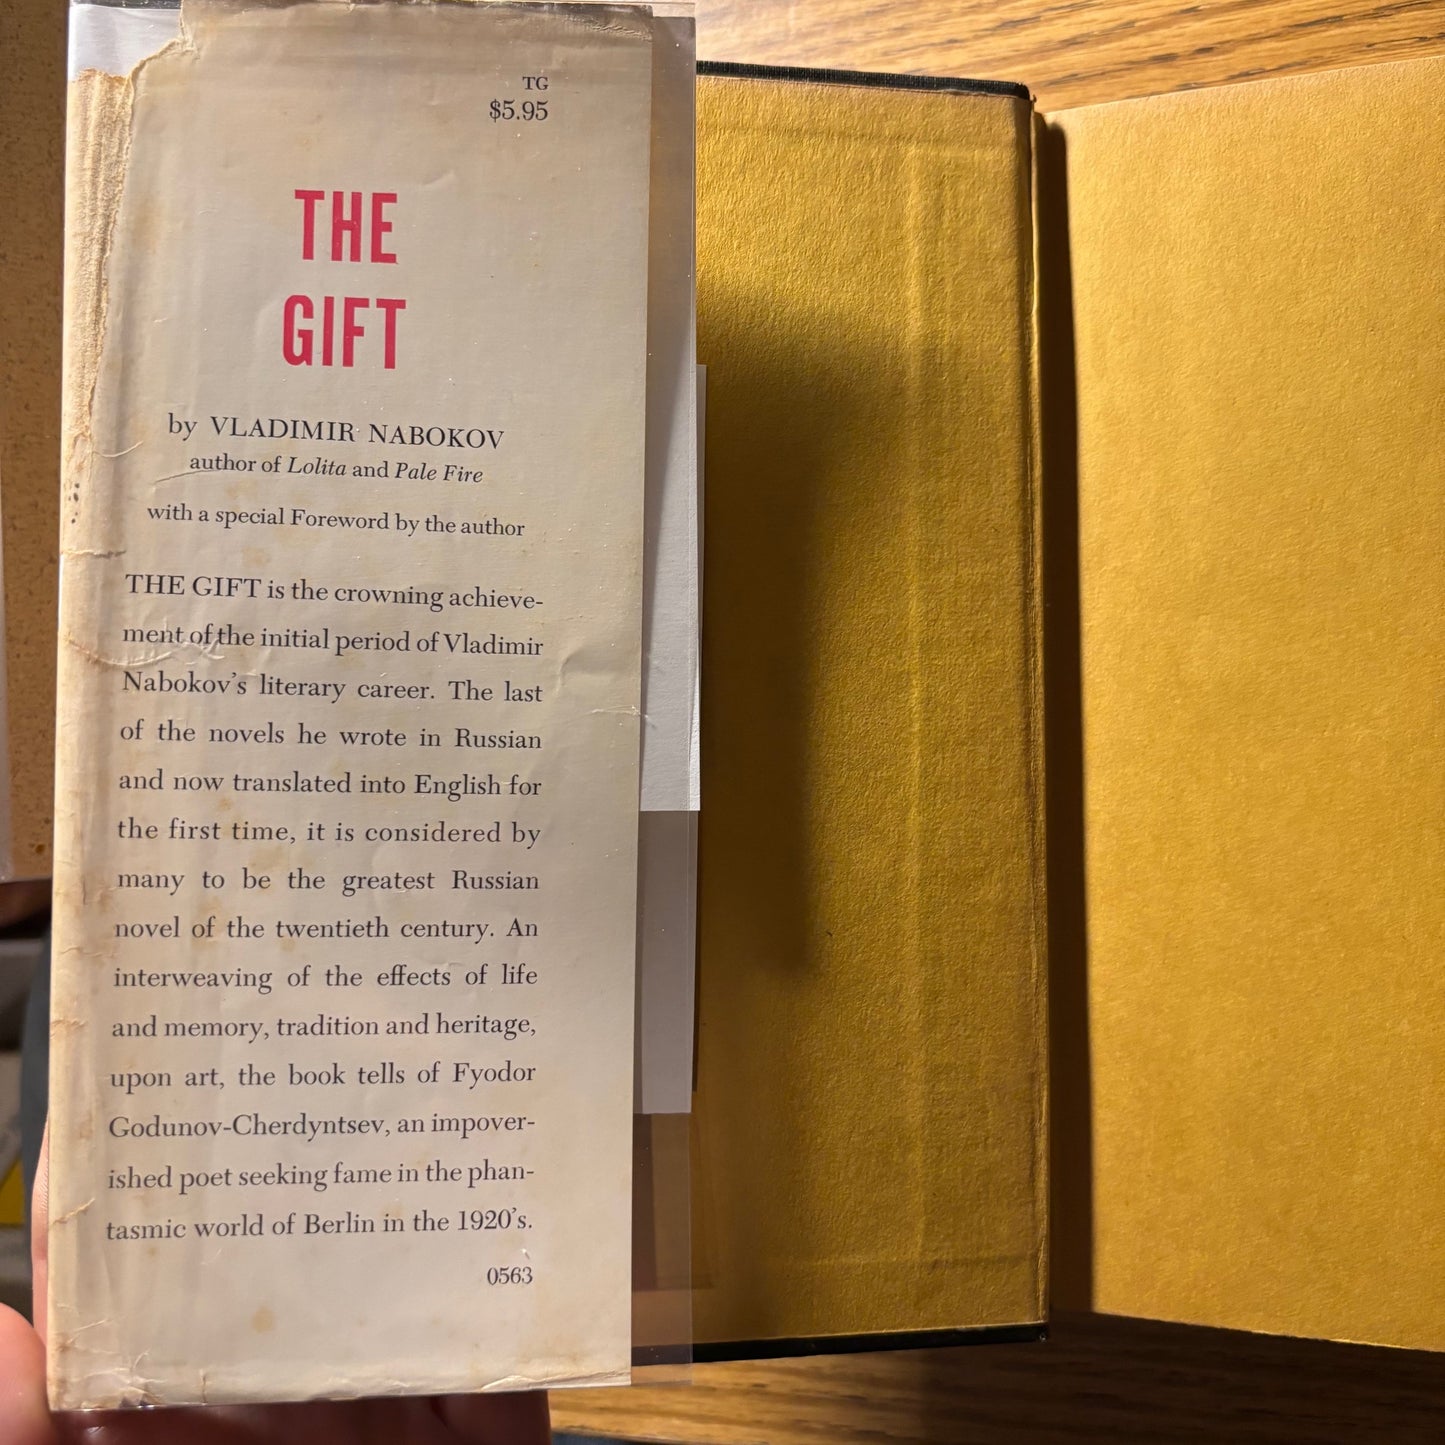 TG
$5.95
THE
GIFT
by VLADIMIR NABOKOV
author of Lolita and Pale Fire
with a special Foreword by the author
THE GIFT is the crowning achieve-
ment of the initial period of Vladimir
Nabokov's literary career. The last
of the novels he wrote in Russian
and now translated into English for
the first time, it is considered by
many to be the greatest Russian
novel of the twentieth century. An
interweaving of the effects of life
and memory, tradition and heritage,
upon art, the book tells of Fyodor
Godunov-Cherdyntsev, an impover-
ished poet seeking fame in the phan-
tasmic world of Berlin in the 1920's.
0563